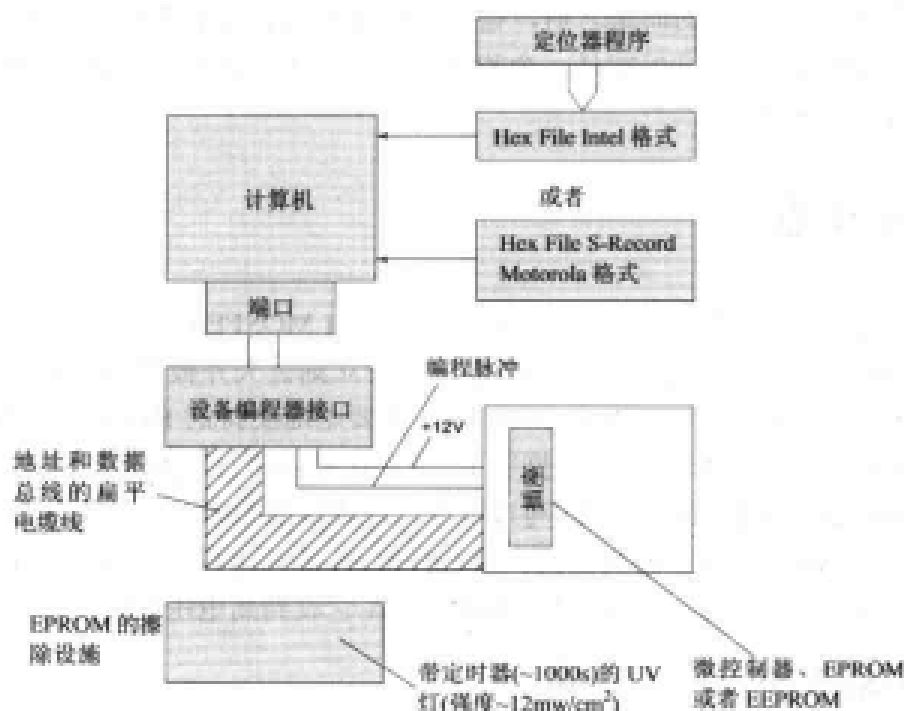 定位器程序
Hex File Intel 格式
计算机
或者
Hex File S-Record
Motorola 格式
端口
编程脉冲
设备编程器接口
+12V
地址和数据
总线的扁平
电缆线
插座
EPROM 的擦
除设施
带定时器(~1000s)的 UV
灯(强度~12mw/cm²)
微控制器、EPROM
或者 EEPROM